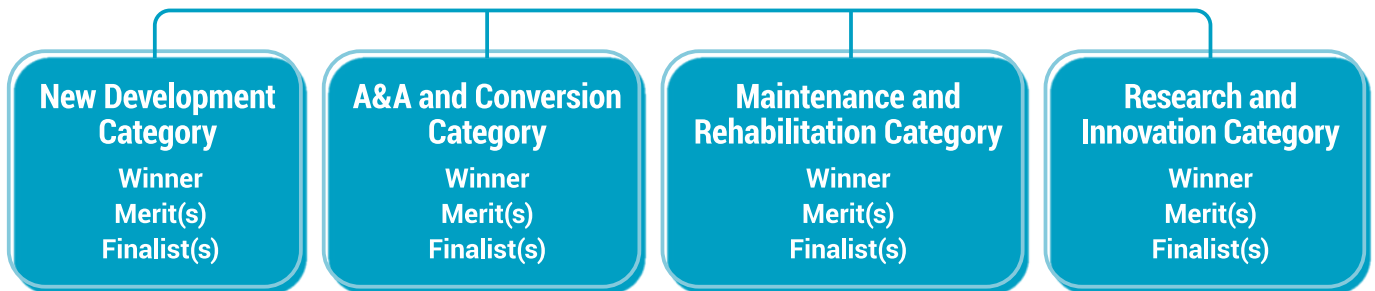 New Development
Category
Winner
Merit(s)
Finalist(s)
A&A and Conversion
Category
Winner
Merit(s)
Finalist(s)
Maintenance and
Rehabilitation Category
Winner
Merit(s)
Finalist(s)
Research and
Innovation Category
Winner
Merit(s)
Finalist(s)